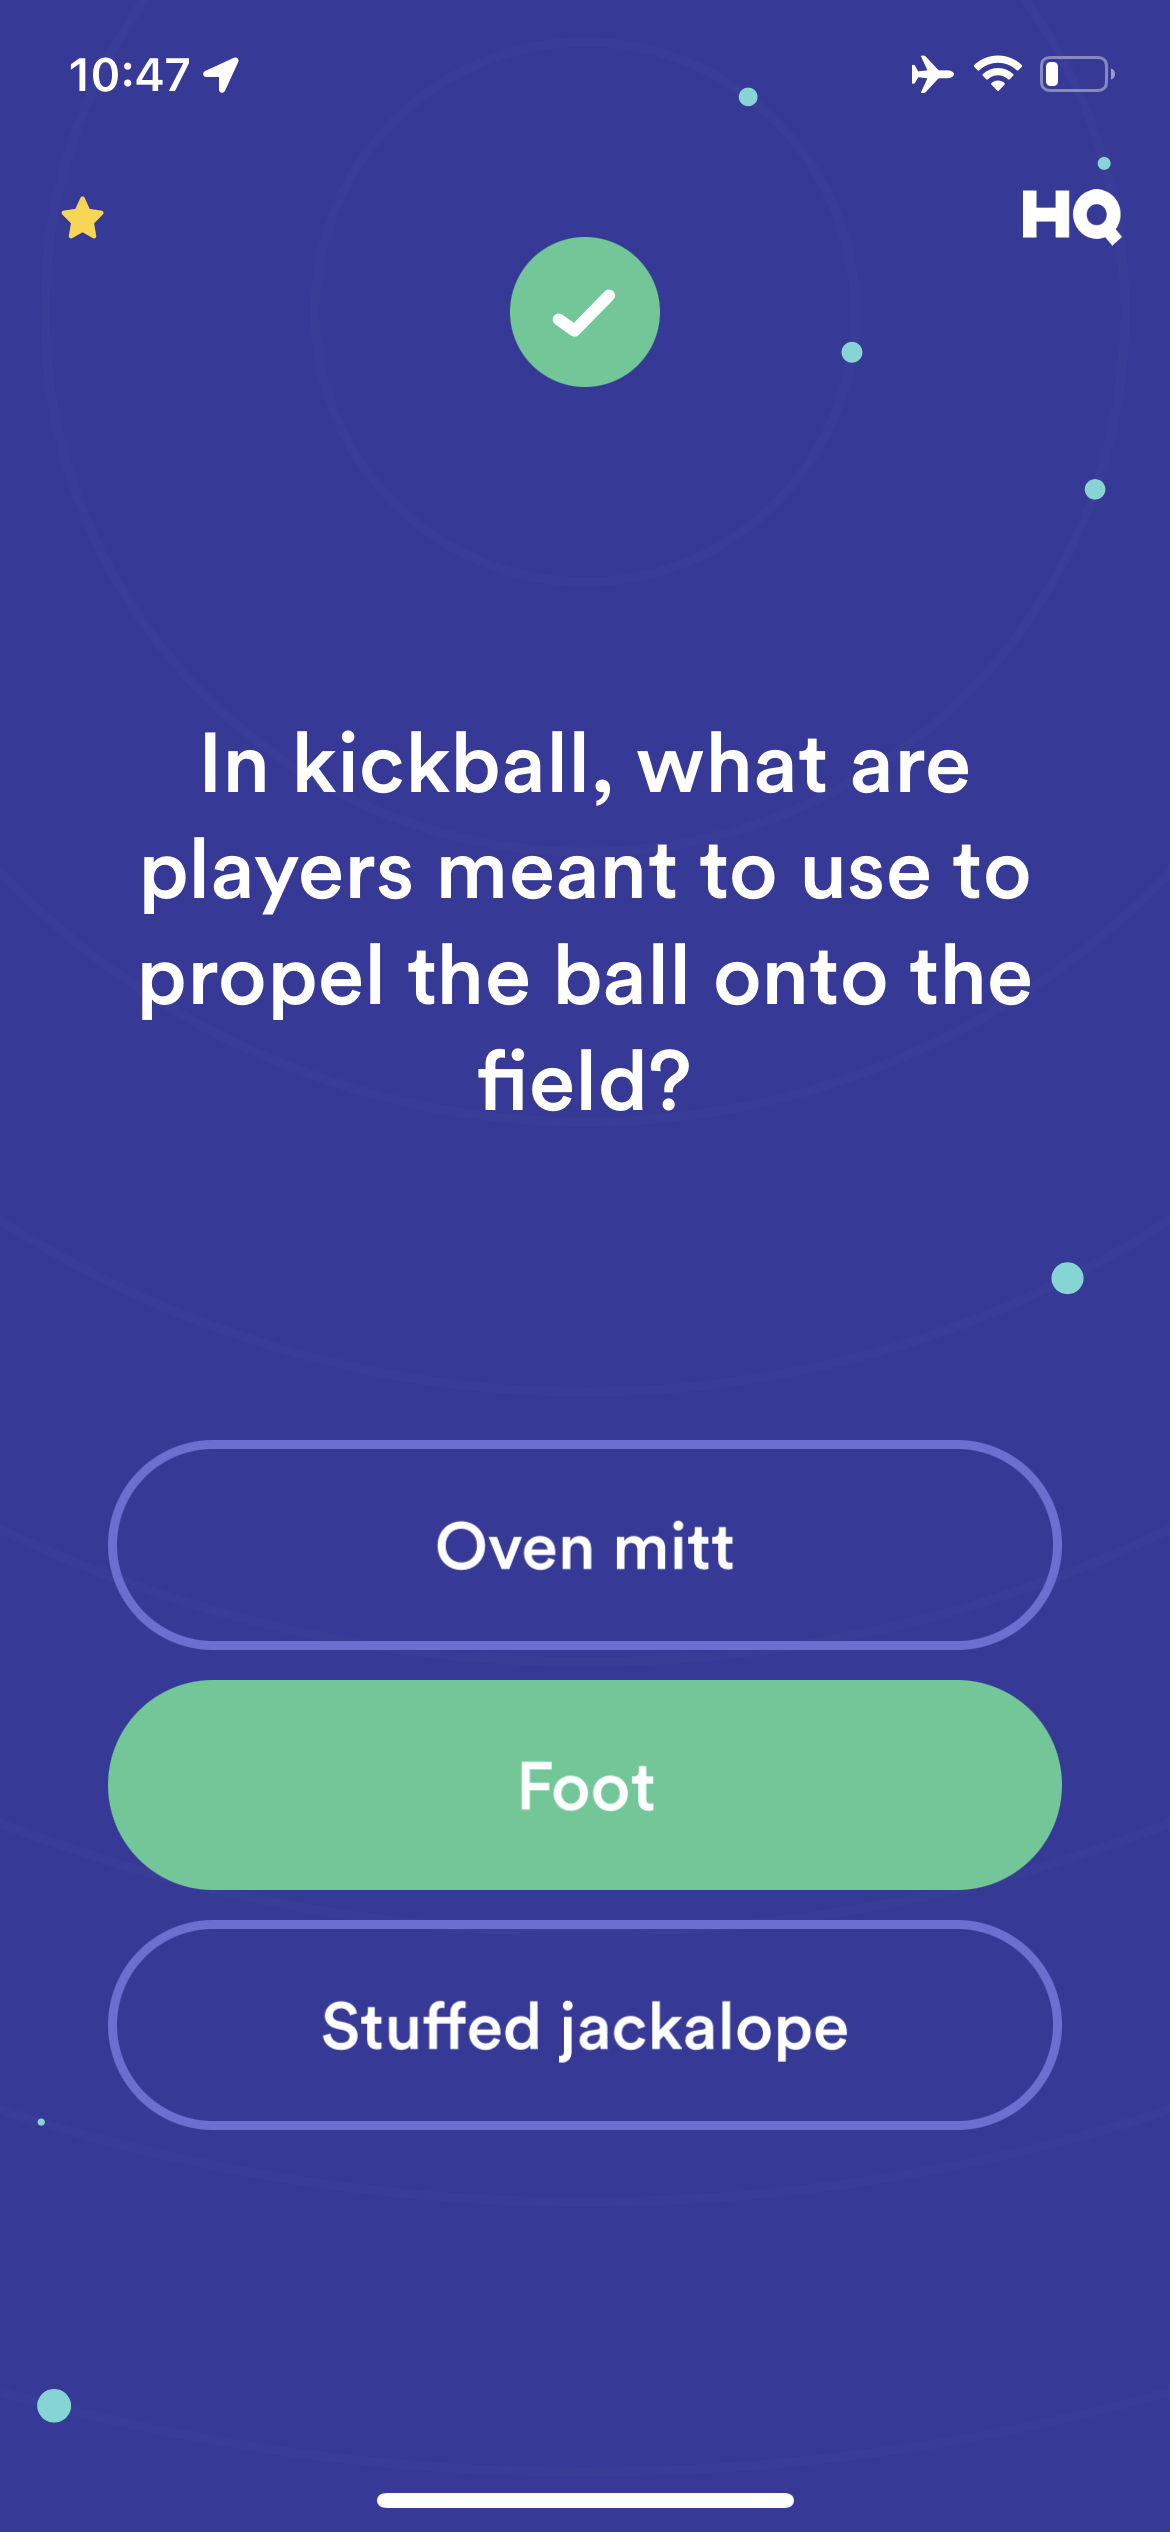 10:47
HQ
In kickball, what are
players meant to use to
propel the ball onto the
field?
Oven mitt
Foot
Stuffed jackalope